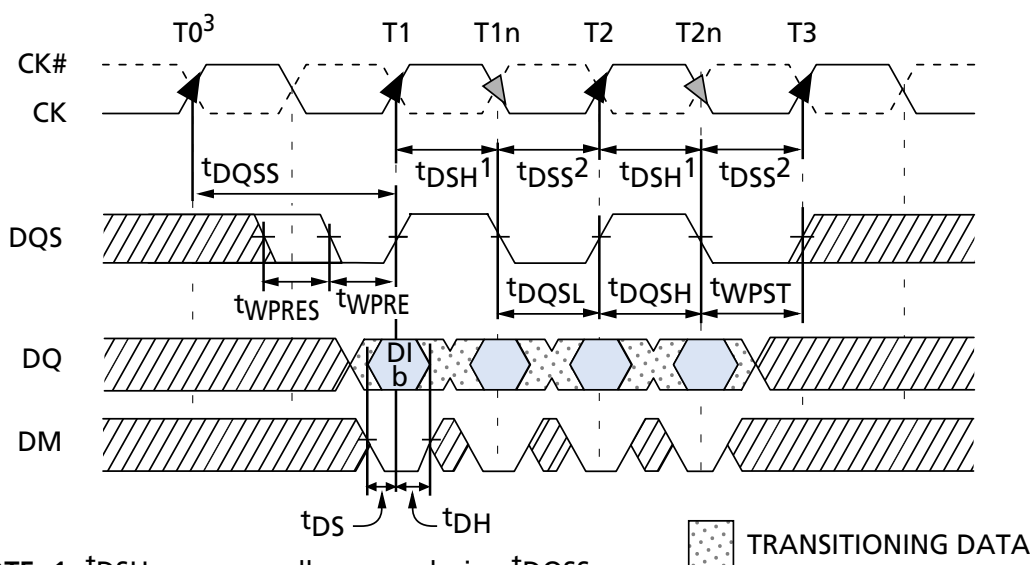 T0³ T1 T1n T2 T2n T3
CK#
CK
tDSH¹ tDSS² tDSH¹ tDSS²
tDQSS
DQS
tWPRES tWPRE tDQSL tDQSH tWPST
DQ
DI
b
DM
tDS tDH
TRANSITIONING DATA